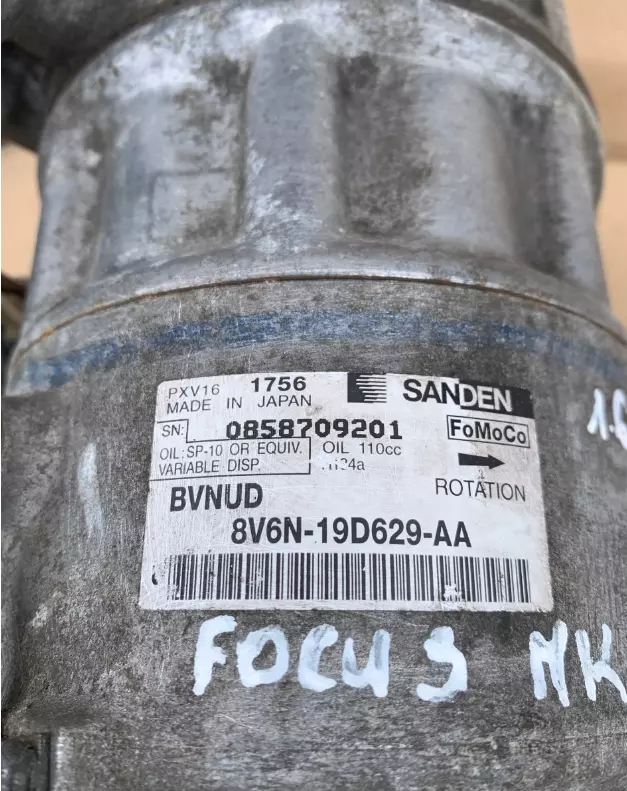 PXV16 1756 SANDEN
MADE IN JAPAN
SN: 0858709201 FoMoCo
OIL:SP-10 OR EQUIV. OIL 110cc
VARIABLE DISP. R134a
ROTATION
BVNUD
8V6N-19D629-AA
FOCUS MK